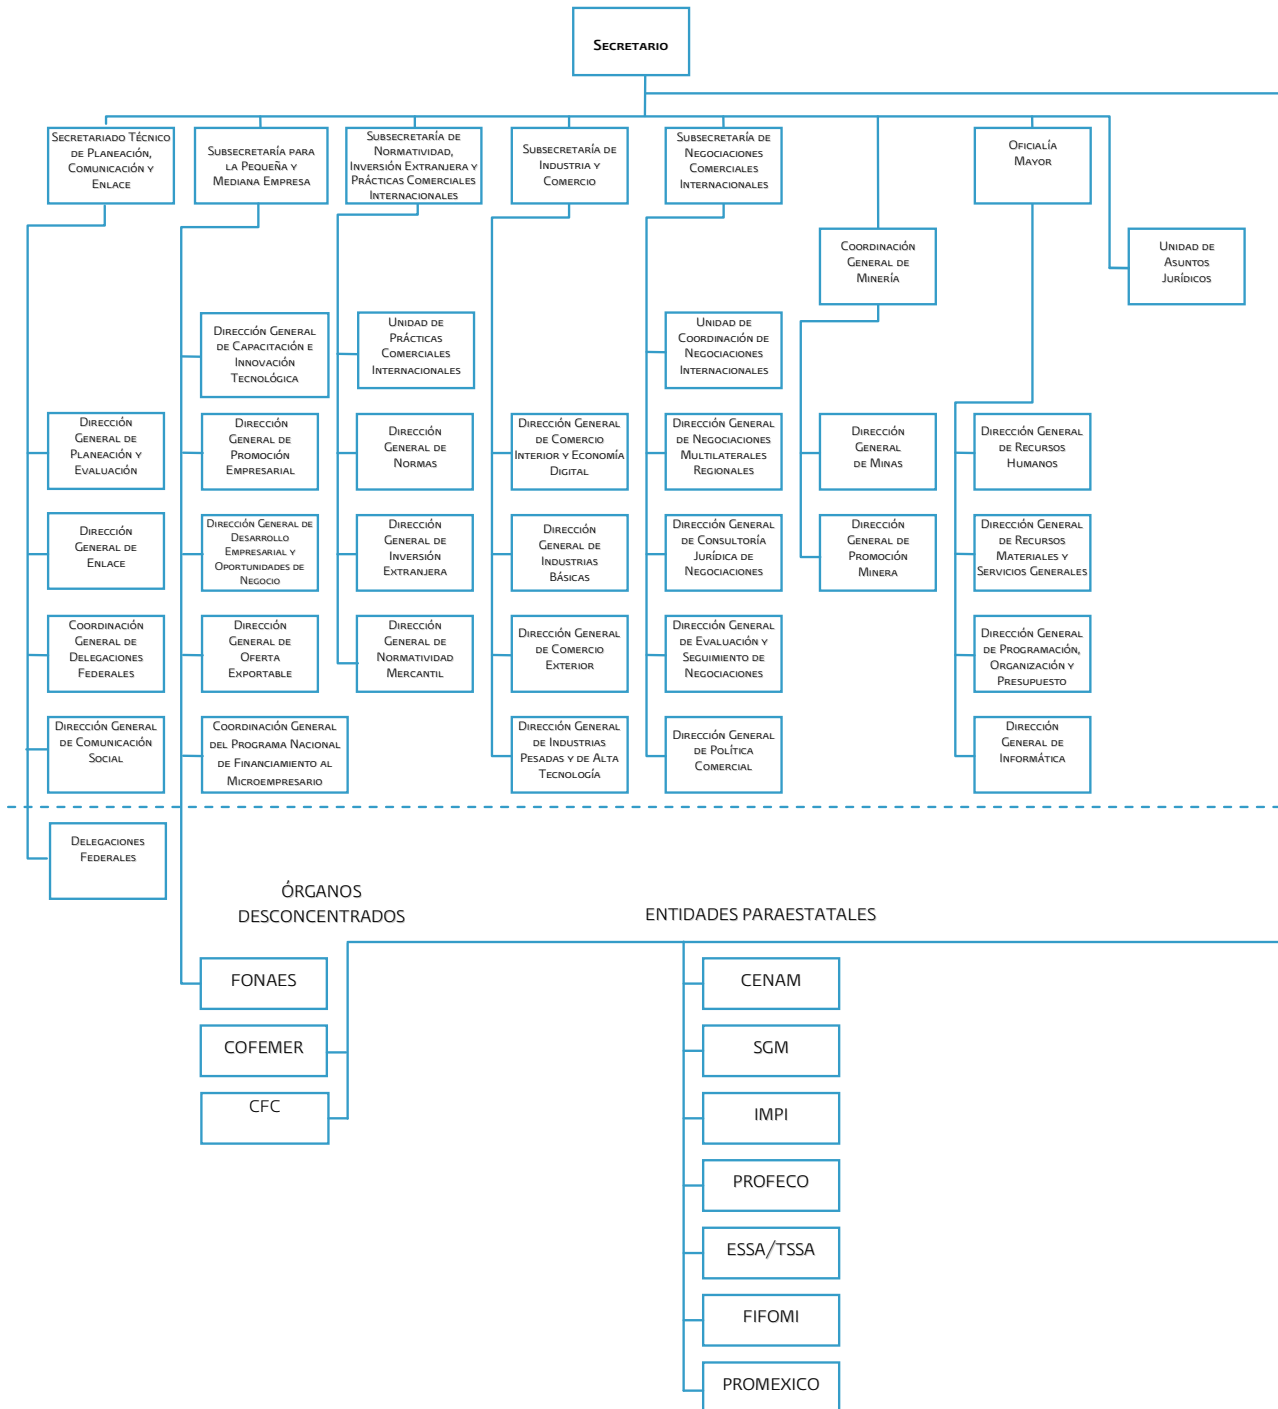 Secretario
Secretariado Técnico
de Planeación,
Comunicación y
Enlace
Subsecretaría para
la Pequeña y
Mediana Empresa
Subsecretaría de
Normatividad,
Inversión Extranjera y
Prácticas Comerciales
Internacionales
Subsecretaría de
Industria y
Comercio
Subsecretaría de
Negociaciones
Comerciales
Internacionales
Oficialía
Mayor
Coordinación
General de
Minería
Unidad de
Asuntos
Jurídicos
Dirección General
de Capacitación e
Innovación
Tecnológica
Unidad de
Prácticas
Comerciales
Internacionales
Unidad de
Coordinación de
Negociaciones
Internacionales
Dirección
General de
Planeación y
Evaluación
Dirección
General de
Promoción
Empresarial
Dirección
General de
Normas
Dirección General
de Comercio
Interior y Economía
Digital
Dirección General
de Negociaciones
Multilaterales
Regionales
Dirección
General
de Minas
Dirección General
de Recursos
Humanos
Dirección
General de
Enlace
Dirección General de
Desarrollo
Empresarial y
Oportunidades de
Negocio
Dirección
General de
Inversión
Extranjera
Dirección
General de
Industrias
Básicas
Dirección General
de Consultoría
Jurídica de
Negociaciones
Dirección
General de
Promoción
Minera
Dirección General
de Recursos
Materiales y
Servicios Generales
Coordinación
General de
Delegaciones
Federales
Dirección
General de
Oferta
Exportable
Dirección
General de
Normatividad
Mercantil
Dirección General
de Comercio
Exterior
Dirección General
de Evaluación y
Seguimiento de
Negociaciones
Dirección General
de Programación,
Organización y
Presupuesto
Dirección General
de Comunicación
Social
Coordinación General
del Programa Nacional
de Financiamiento al
Microempresario
Dirección General
de Industrias
Pesadas y de Alta
Tecnología
Dirección General
de Política
Comercial
Dirección
General de
Informática
Delegaciones
Federales
ÓRGANOS
DESCONCENTRADOS
ENTIDADES PARAESTATALES
FONAES
COFEMER
CFC
CENAM
SGM
IMPI
PROFECO
ESSA/TSSA
FIFOMI
PROMEXICO